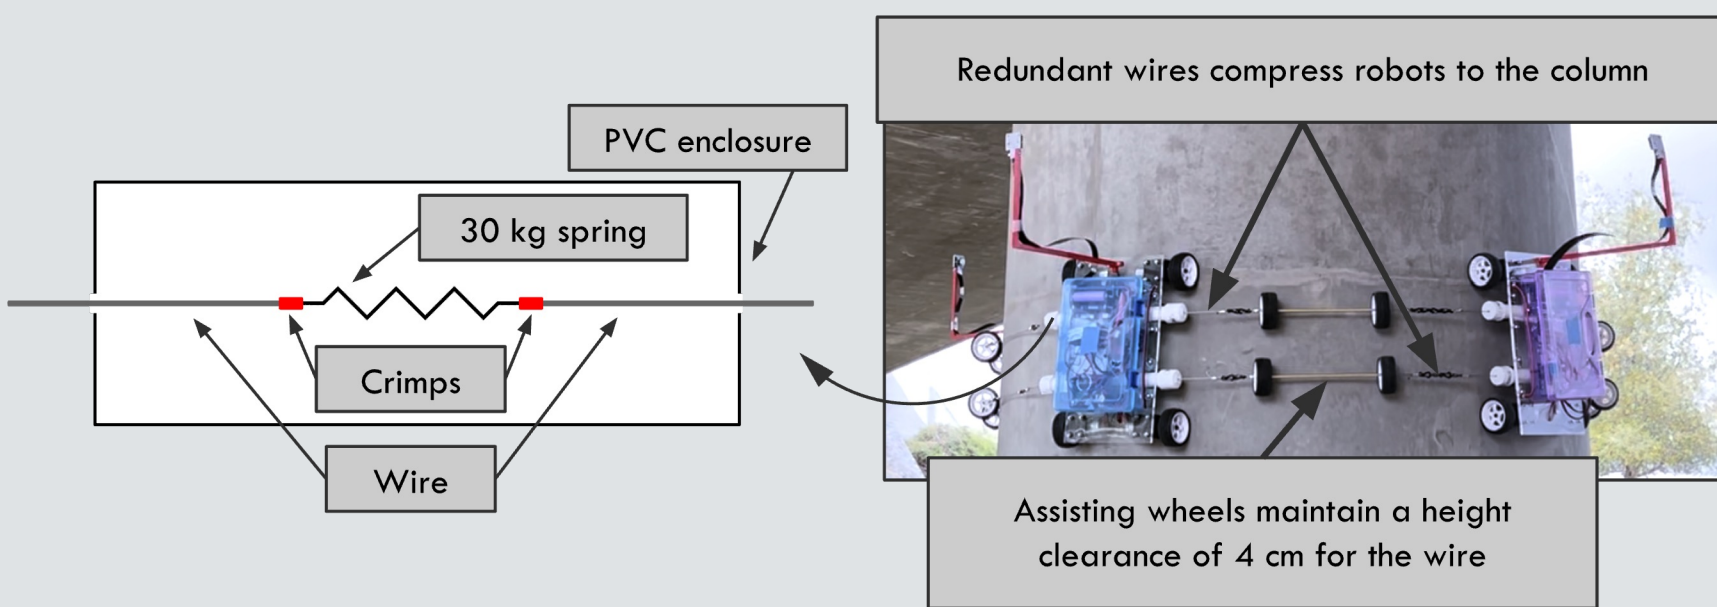 Redundant wires compress robots to the column
PVC enclosure
30 kg spring
Crimps
Wire
Assisting wheels maintain a height
clearance of 4 cm for the wire